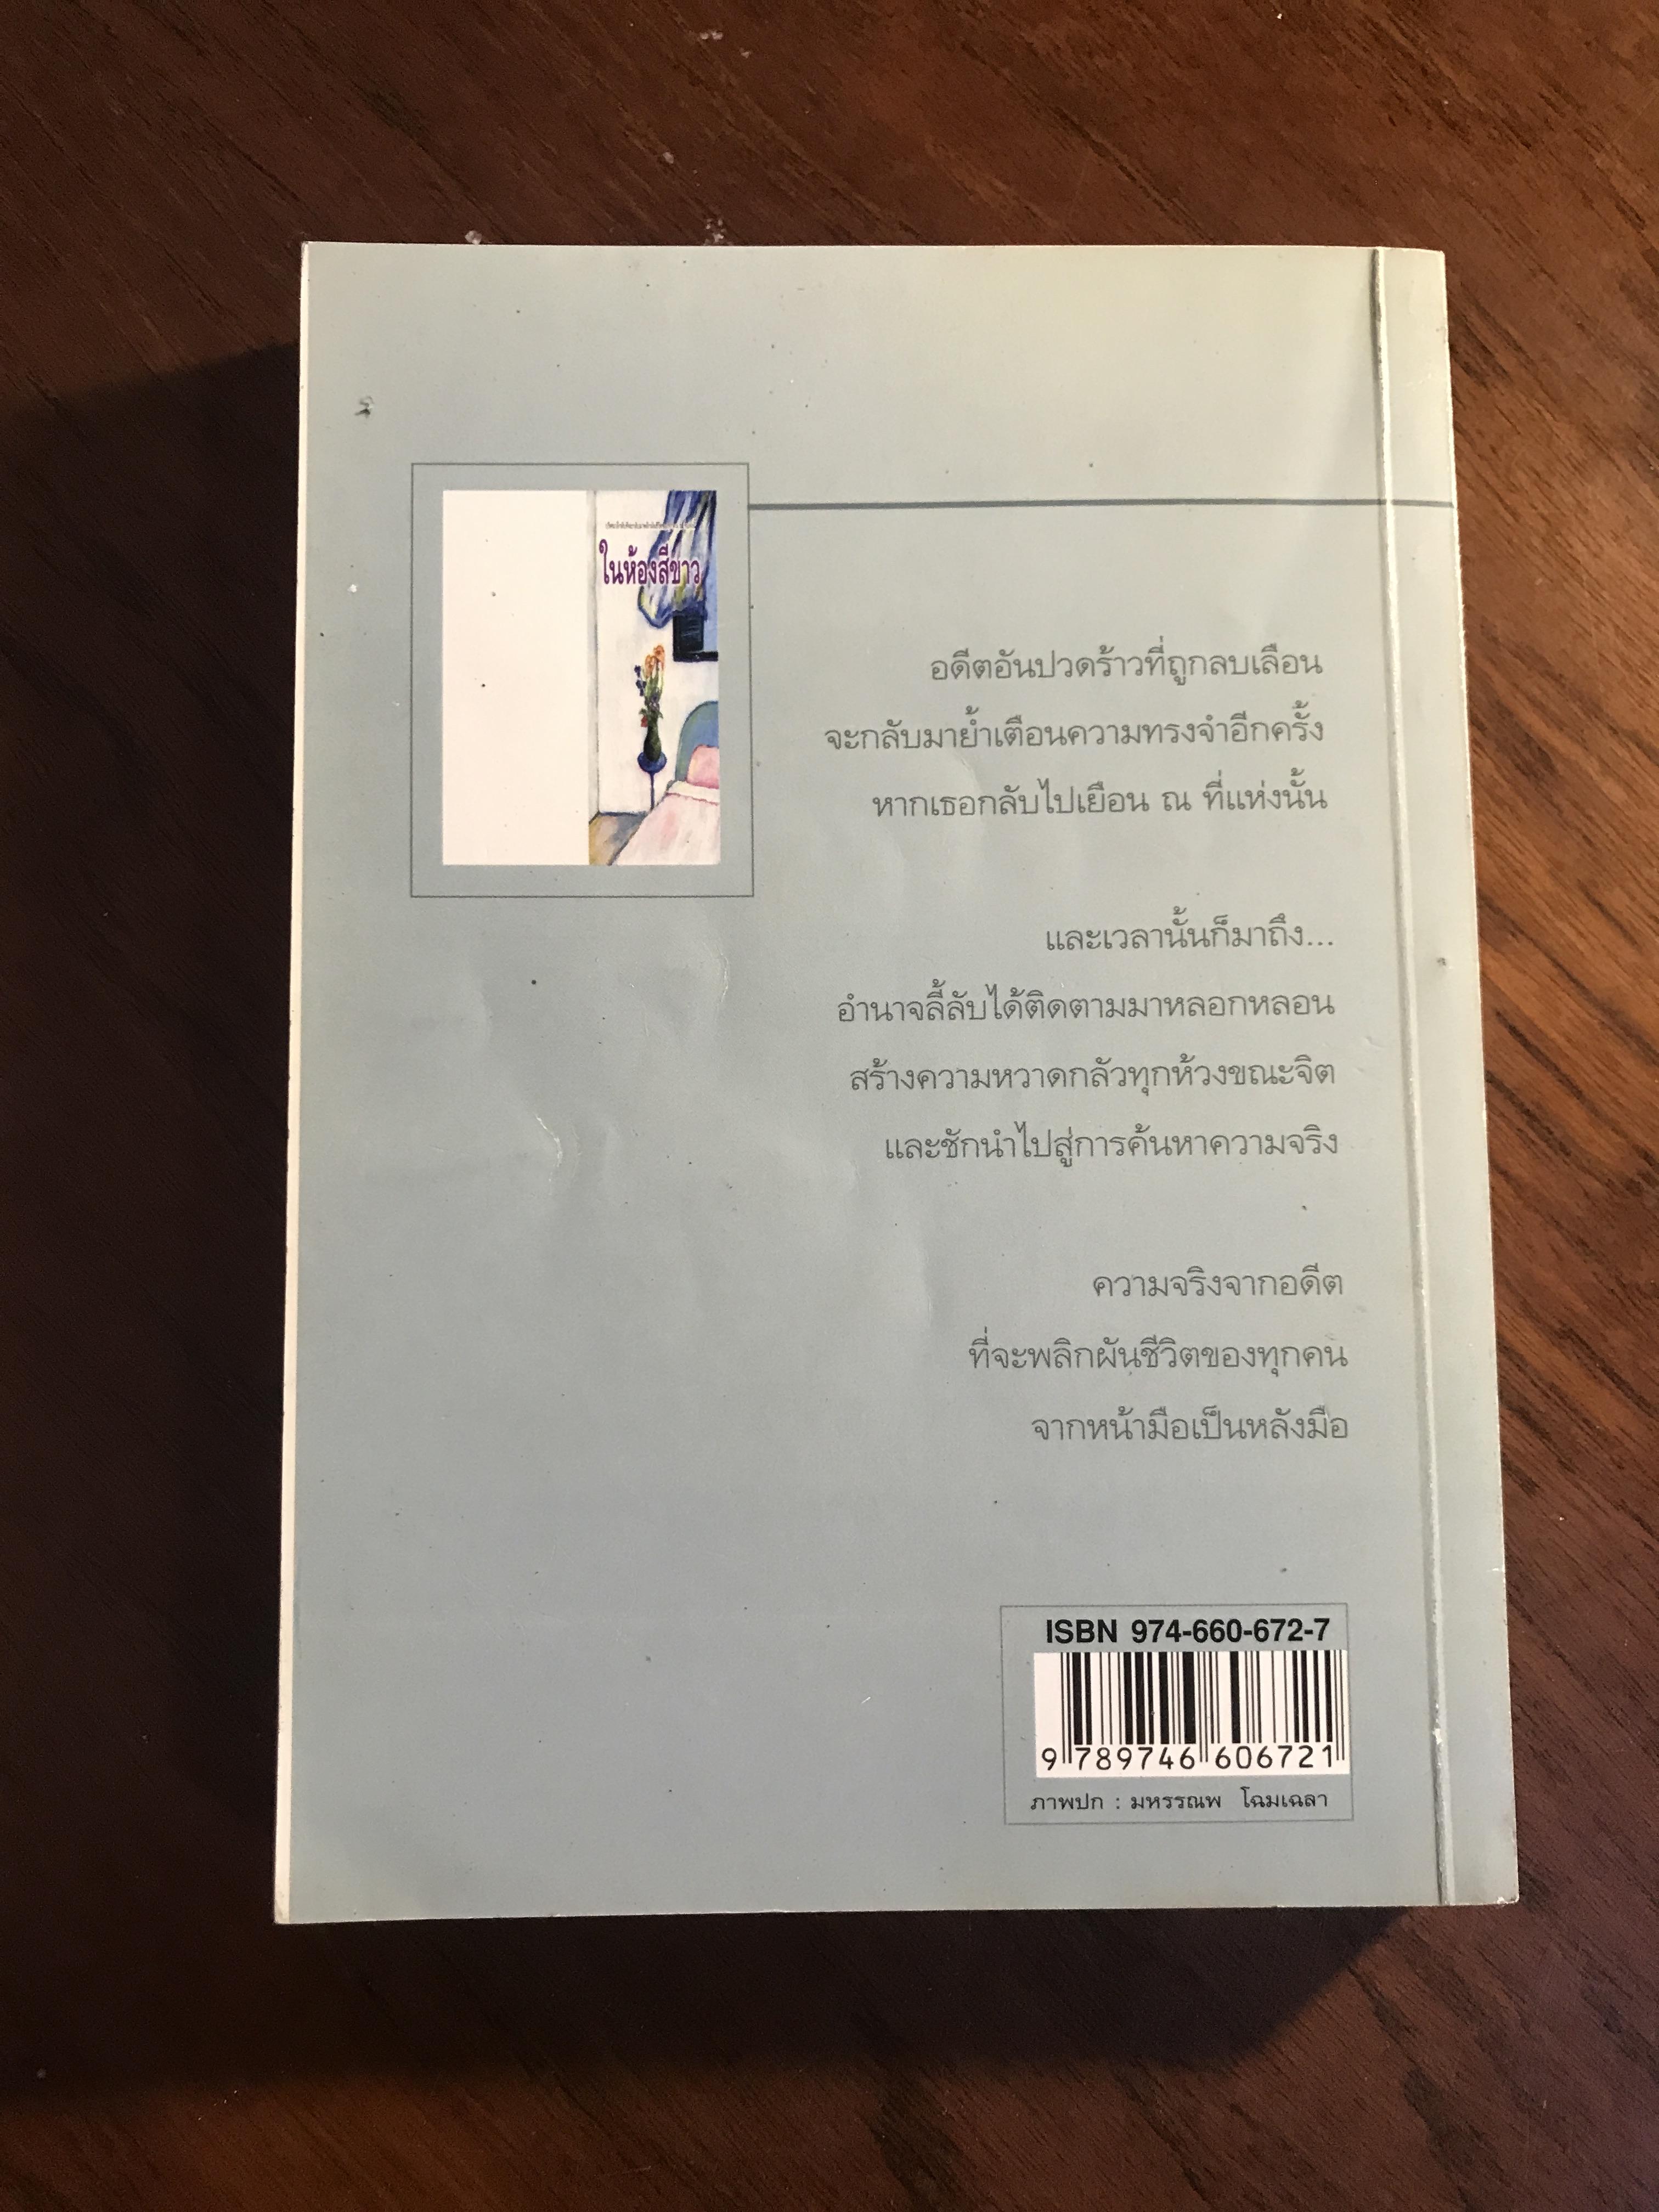 ในห้องสีขาว
อดีตอันปวดร้าวที่ถูกลบเลือน
จะกลับมาย้ำเตือนความทรงจำอีกครั้ง
หากเธอกลับไปเยือน ณ ที่แห่งนั้น
และเวลานั้นก็มาถึง...
อำนาจลี้ลับได้ติดตามมาหลอกหลอน
สร้างความหวาดกลัวทุกห้วงขณะจิต
และชักนำไปสู่การค้นหาความจริง
ความจริงจากอดีต
ที่จะพลิกผันชีวิตของทุกคน
จากหน้ามือเป็นหลังมือ
ISBN 974-660-672-7
9 789746 606721
ภาพปก : มหรรณพ โฉมเฉลา